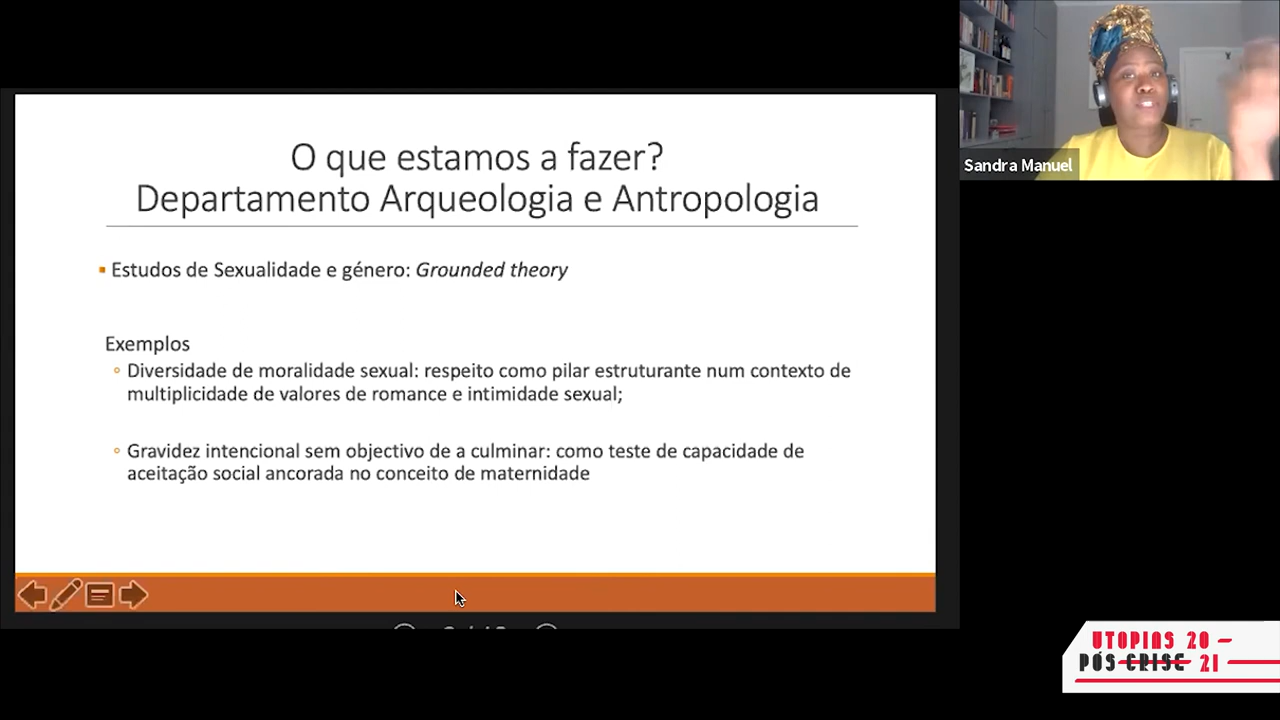 O que estamos a fazer?
Departamento Arqueologia e Antropologia
Estudos de Sexualidade e género: Grounded theory
Exemplos
Diversidade de moralidade sexual: respeito como pilar estruturante num contexto de
multiplicidade de valores de romance e intimidade sexual;
Gravidez intencional sem objectivo de a culminar: como teste de capacidade de
aceitação social ancorada no conceito de maternidade
Sandra Manuel
UTOPIAS 20
PÓS CRISE 21